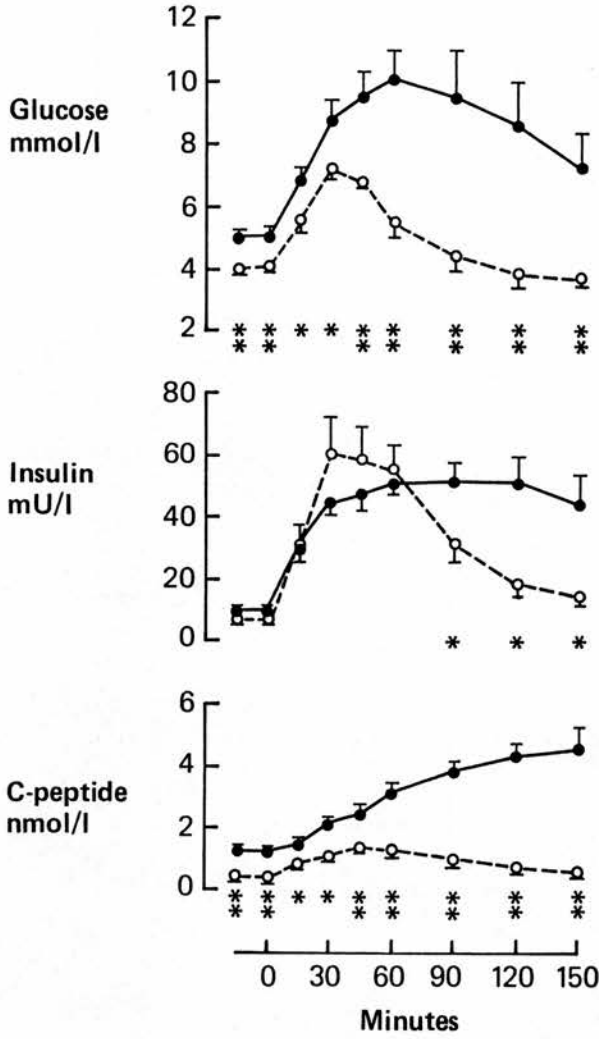 12
10
8
6
4
2
Glucose
mmol/l
** ** * * ** ** ** ** **
80
60
40
20
0
Insulin
mU/l
* * *
6
4
2
0
C-peptide
nmol/l
** ** * * ** ** ** ** **
0 30 60 90 120 150
Minutes